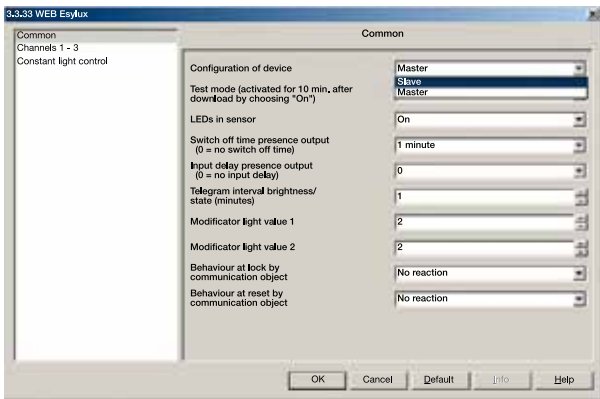 3.3.33 WEB Esylux
Common
Channels 1 - 3
Constant light control
Common
Configuration of device
Master
Slave
Master
Test mode (activated for 10 min. after
download by choosing "On")
LEDs in sensor
On
Switch off time presence output
(0 = no switch off time)
1 minute
Input delay presence output
(0 = no input delay)
0
Telegram interval brightness/
state (minutes)
1
Modificator light value 1
2
Modificator light value 2
2
Behaviour at lock by
communication object
No reaction
Behaviour at reset by
communication object
No reaction
OK
Cancel
Default
Info
Help